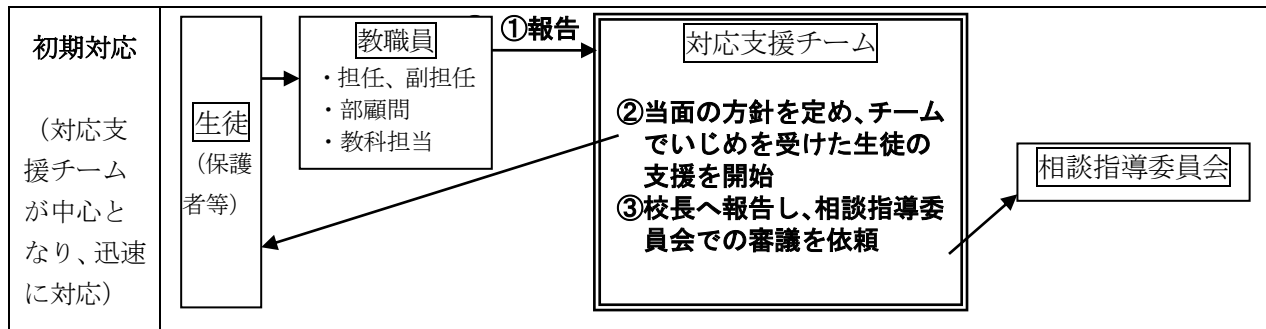 初期対応
（対応支
援チーム
が中心と
なり、迅速
に対応）
生徒
（保護
者等）
教職員
・担任、副担任
・部顧問
・教科担当
①報告
対応支援チーム
②当面の方針を定め、チーム
でいじめを受けた生徒の
支援を開始
③校長へ報告し、相談指導委
員会での審議を依頼
相談指導委員会